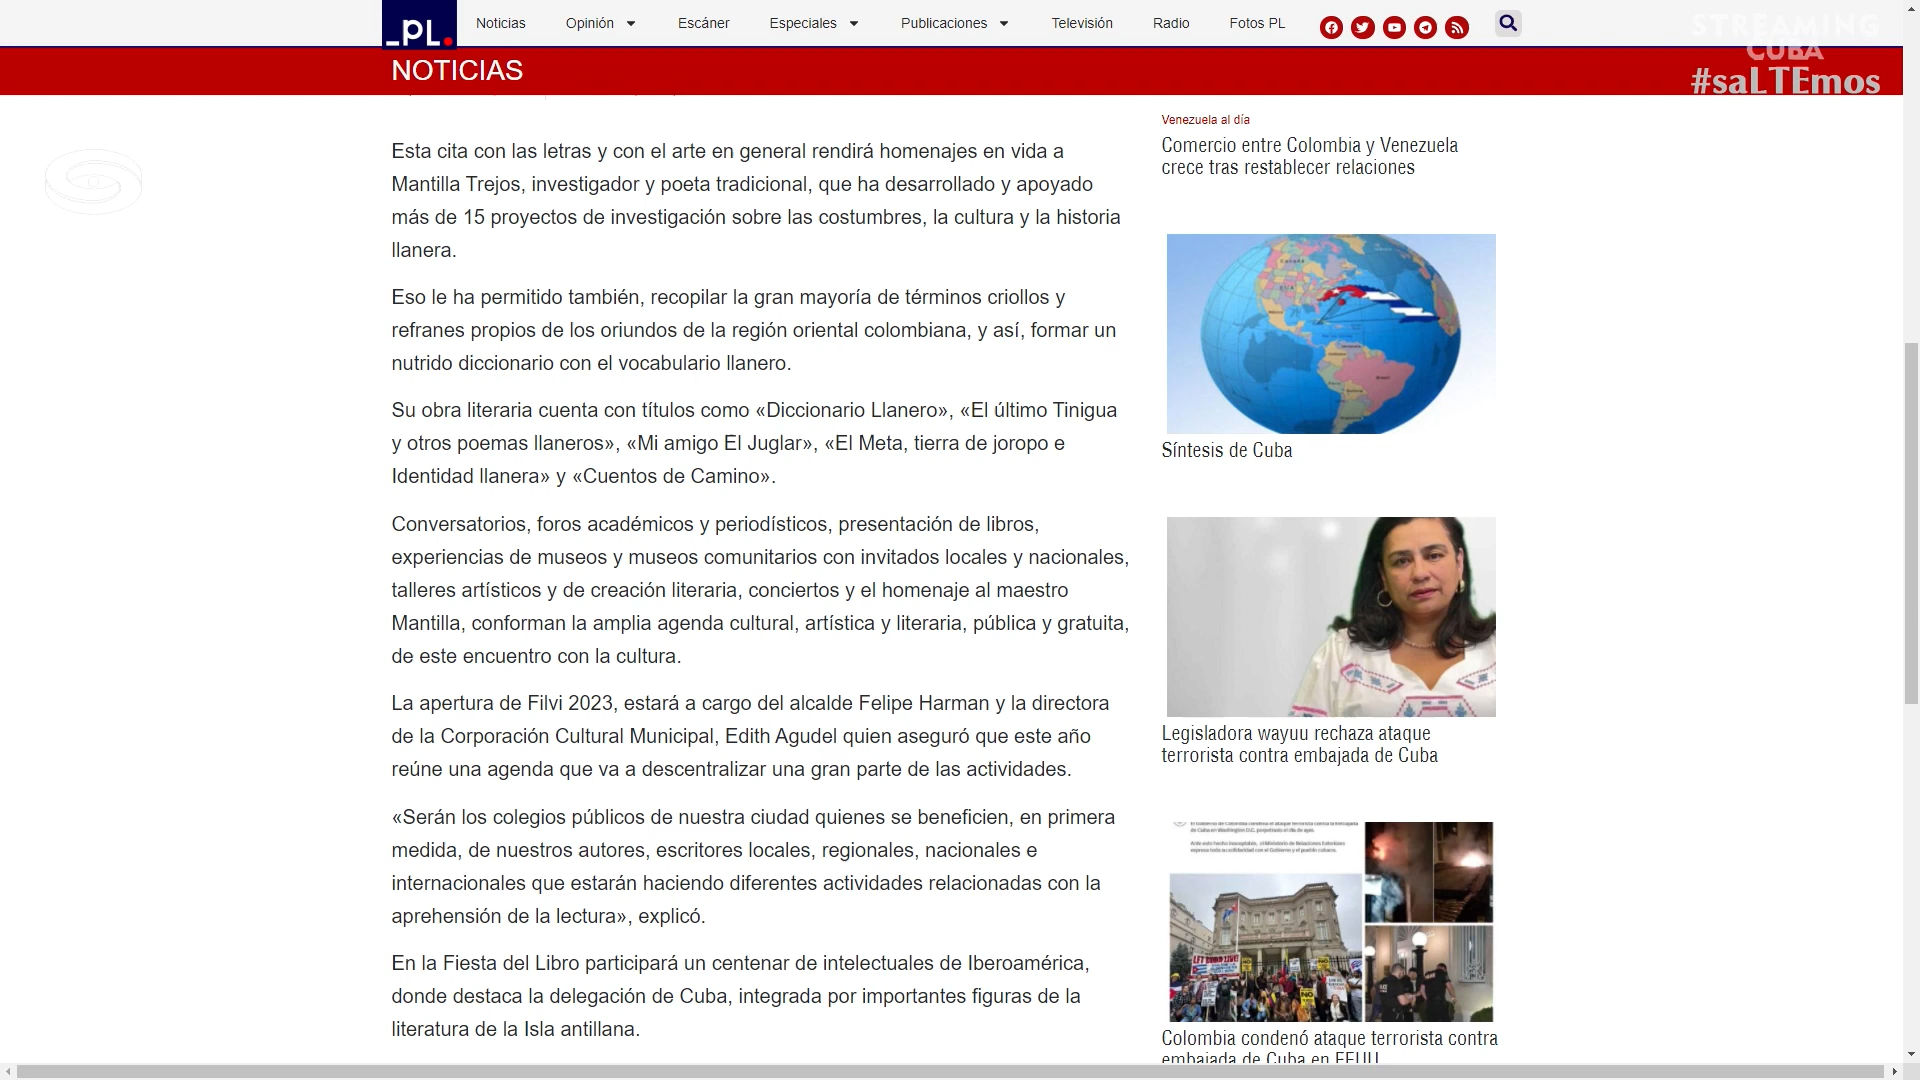 _PL.
Noticias
Opinión
Escáner
Especiales
Publicaciones
Televisión
Radio
Fotos PL
STREAMING
CUBA
#saLTEmos
NOTICIAS
Esta cita con las letras y con el arte en general rendirá homenajes en vida a
Mantilla Trejos, investigador y poeta tradicional, que ha desarrollado y apoyado
más de 15 proyectos de investigación sobre las costumbres, la cultura y la historia
llanera.
Eso le ha permitido también, recopilar la gran mayoría de términos criollos y
refranes propios de los oriundos de la región oriental colombiana, y así, formar un
nutrido diccionario con el vocabulario llanero.
Su obra literaria cuenta con títulos como «Diccionario Llanero», «El último Tinigua
y otros poemas llaneros», «Mi amigo El Juglar», «El Meta, tierra de joropo e
Identidad llanera» y «Cuentos de Camino».
Conversatorios, foros académicos y periodísticos, presentación de libros,
experiencias de museos y museos comunitarios con invitados locales y nacionales,
talleres artísticos y de creación literaria, conciertos y el homenaje al maestro
Mantilla, conforman la amplia agenda cultural, artística y literaria, pública y gratuita,
de este encuentro con la cultura.
La apertura de Filvi 2023, estará a cargo del alcalde Felipe Harman y la directora
de la Corporación Cultural Municipal, Edith Agudel quien aseguró que este año
reúne una agenda que va a descentralizar una gran parte de las actividades.
«Serán los colegios públicos de nuestra ciudad quienes se beneficien, en primera
medida, de nuestros autores, escritores locales, regionales, nacionales e
internacionales que estarán haciendo diferentes actividades relacionadas con la
aprehensión de la lectura», explicó.
En la Fiesta del Libro participará un centenar de intelectuales de Iberoamérica,
donde destaca la delegación de Cuba, integrada por importantes figuras de la
literatura de la Isla antillana.
Venezuela al día
Comercio entre Colombia y Venezuela
crece tras restablecer relaciones
Síntesis de Cuba
Legisladora wayuu rechaza ataque
terrorista contra embajada de Cuba
Colombia condenó ataque terrorista contra
embajada de Cuba en EEUU